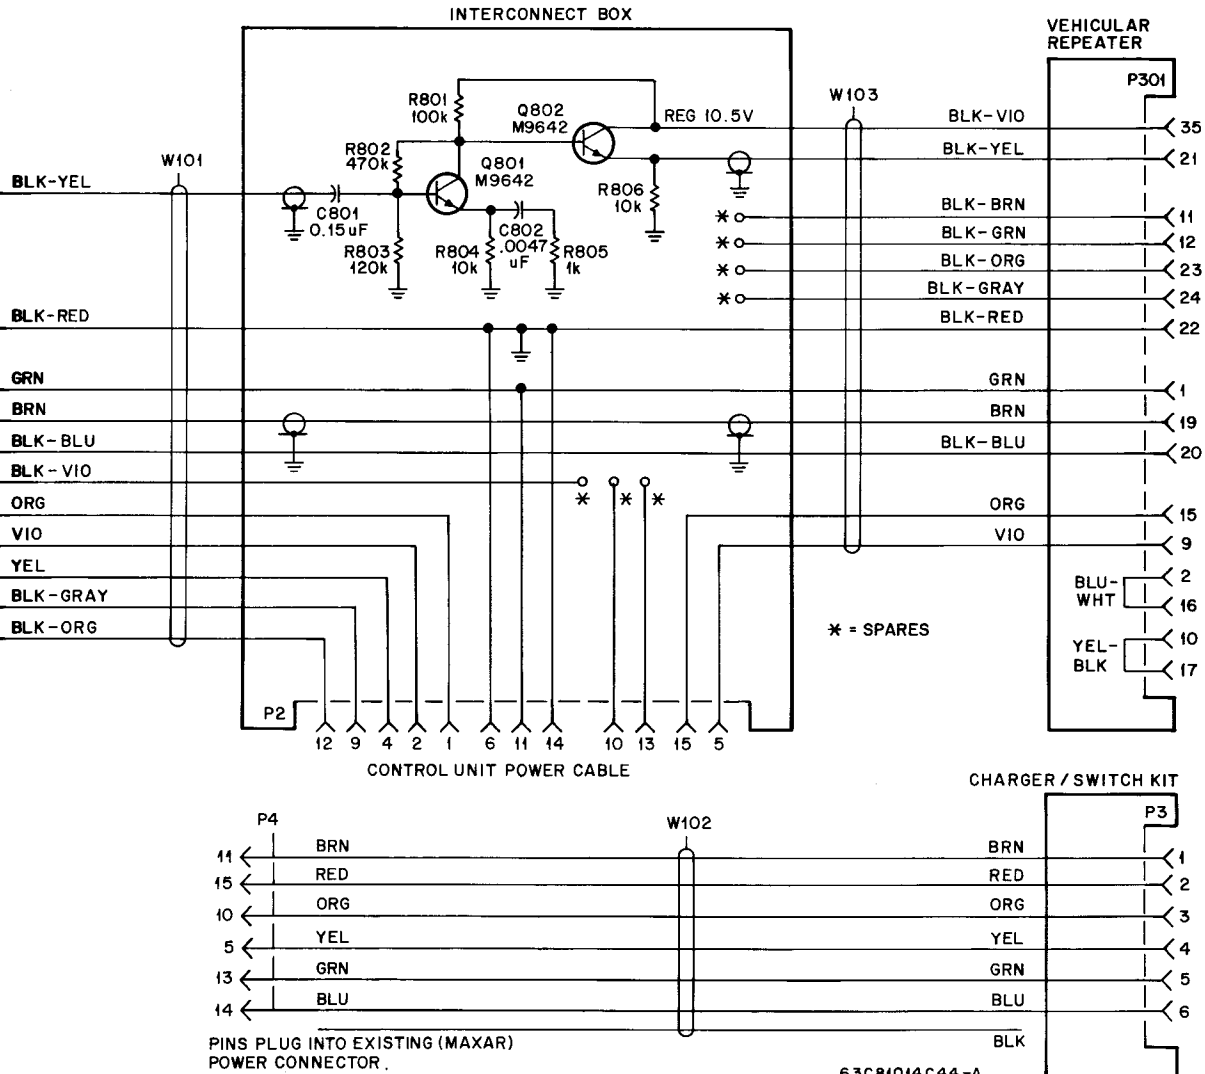 INTERCONNECT BOX
VEHICULAR
REPEATER
P301
W103
R801
100k
Q802
M9642
REG 10.5V
BLK-VIO
35
W101
R802
470k
BLK-YEL
21
Q801
M9642
BLK-YEL
R806
10k
C801
0.15uF
C802
.0047
uF
R803
120k
R804
10k
R805
1k
* BLK-BRN 11
* BLK-GRN 12
* BLK-ORG 23
* BLK-GRAY 24
BLK-RED
BLK-RED 22
GRN
GRN 1
BRN
BRN 19
BLK-BLU
BLK-BLU 20
BLK-VIO
* * *
ORG
ORG 15
VIO
VIO 9
YEL
BLU-
WHT
2
16
BLK-GRAY
BLK-ORG
* = SPARES
YEL-
BLK
10
17
P2
12 9 4 2 1 6 11 14 10 13 15 5
CONTROL UNIT POWER CABLE
CHARGER / SWITCH KIT
P4
W102
P3
11 BRN BRN 1
15 RED RED 2
10 ORG ORG 3
5 YEL YEL 4
13 GRN GRN 5
14 BLU BLU 6
BLK
PINS PLUG INTO EXISTING (MAXAR)
POWER CONNECTOR.
63C81014C44-A